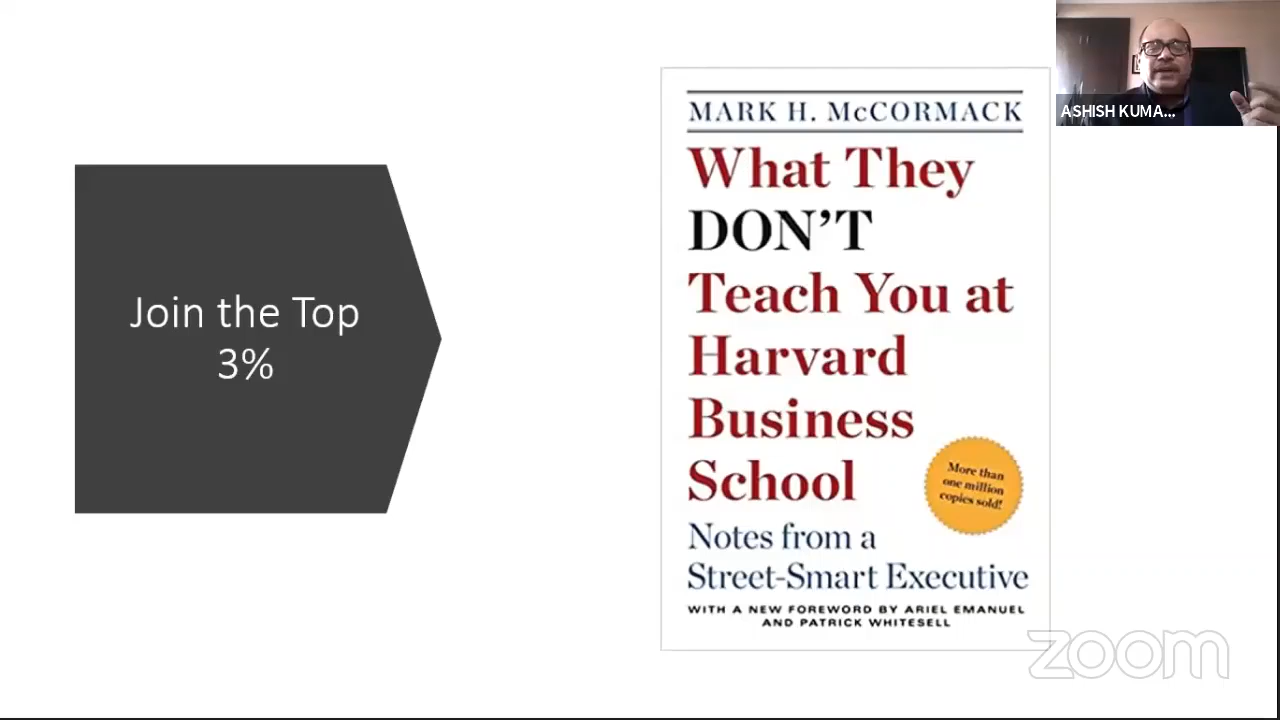 Join the Top
3%
MARK H. McCORMACK
What They
DON'T
Teach You at
Harvard
Business
School
More than
one million
copies sold!
Notes from a
Street-Smart Executive
WITH A NEW FOREWORD BY ARIEL EMANUEL
AND PATRICK WHITESELL
ASHISH KUMA...
zoom